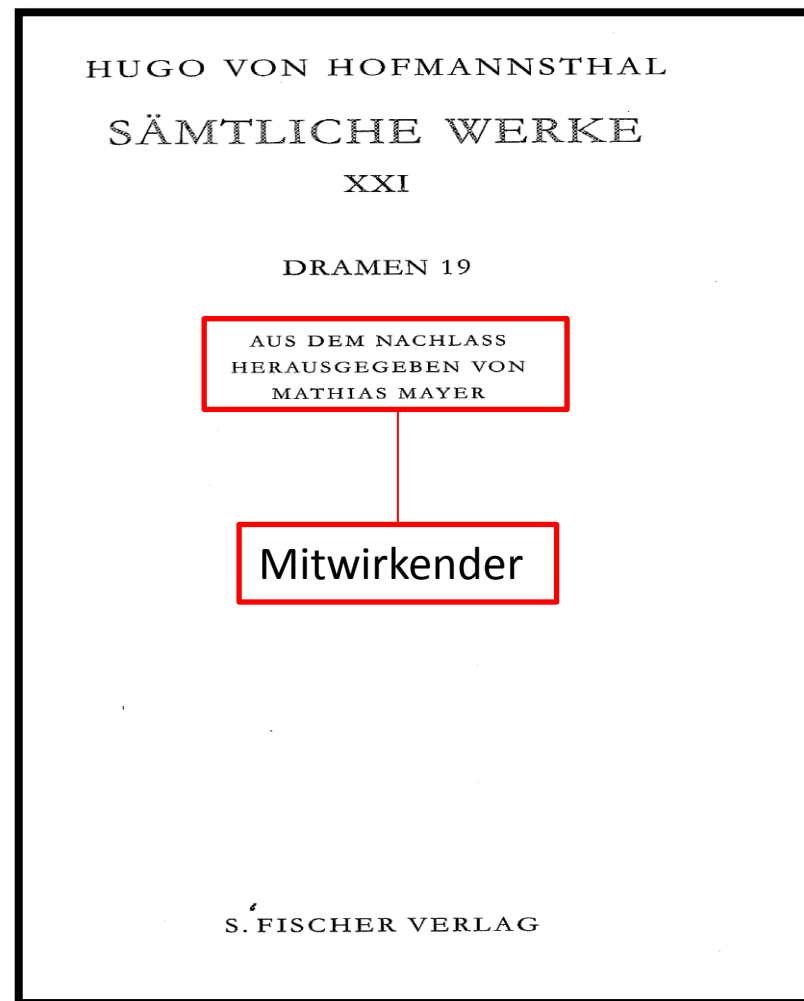 HUGO VON HOFMANNSTHAL
SÄMTLICHE WERKE
XXI
DRAMEN 19
AUS DEM NACHLASS
HERAUSGEGEBEN VON
MATHIAS MAYER
Mitwirkender
S. FISCHER VERLAG